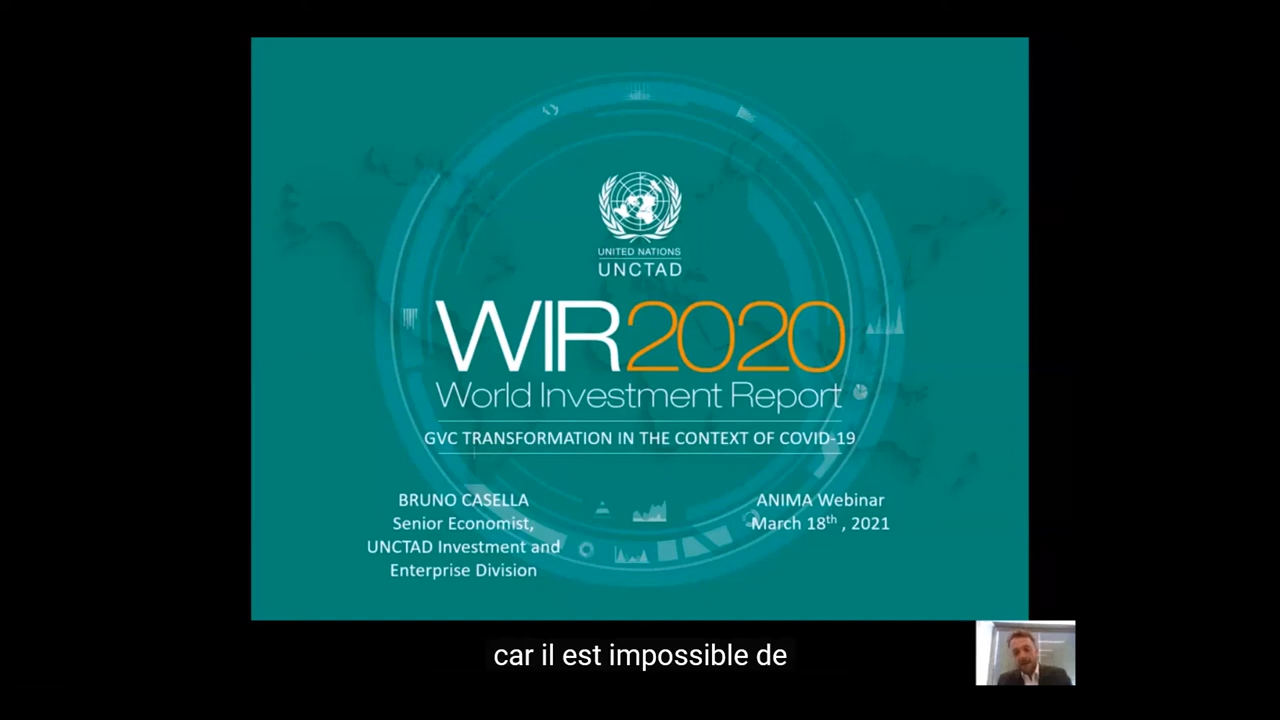 UNITED NATIONS
UNCTAD
WIR2020
World Investment Report
GVC TRANSFORMATION IN THE CONTEXT OF COVID-19
BRUNO CASELLA
Senior Economist,
UNCTAD Investment and
Enterprise Division
ANIMA Webinar
March 18th , 2021
car il est impossible de